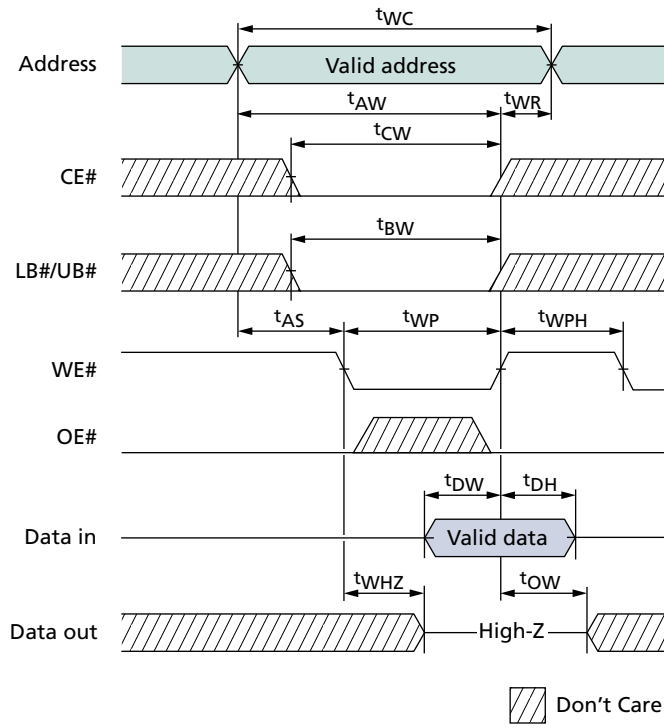 tWC
Address
Valid address
tAW
tWR
tCW
CE#
tBW
LB#/UB#
tAS
tWP
tWPH
WE#
OE#
tDW
tDH
Data in
Valid data
tWHZ
tOW
Data out
High-Z
Don't Care